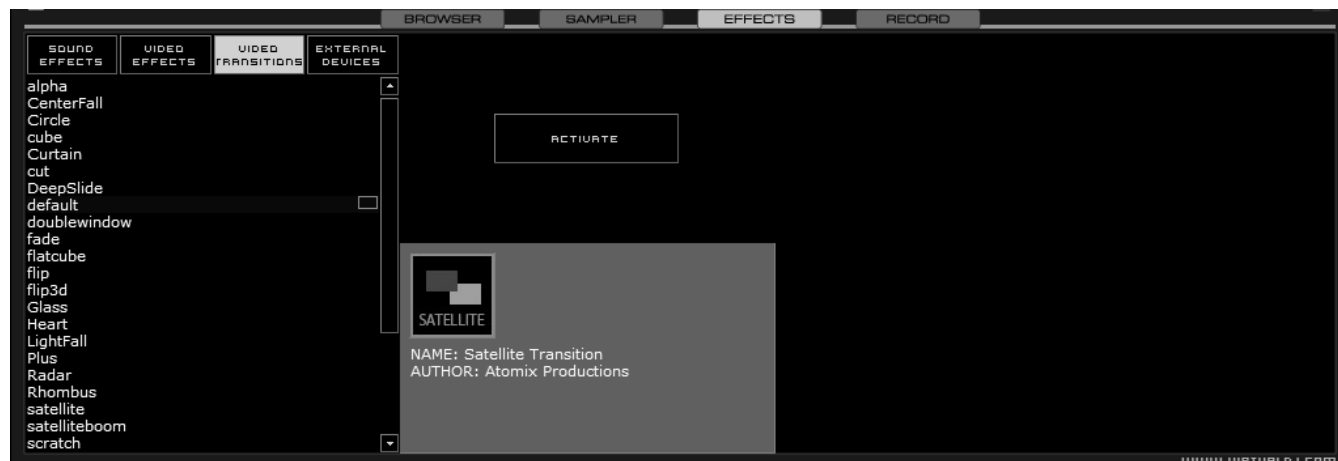 BROWSER SAMPLER EFFECTS RECORD
SOUND EFFECTS
VIDEO EFFECTS
VIDEO TRANSITIONS
EXTERNAL DEVICES
alpha
CenterFall
Circle
cube
Curtain
cut
DeepSlide
default
doublewindow
fade
flatcube
flip
flip3d
Glass
Heart
LightFall
Plus
Radar
Rhombus
satellite
satelliteboom
scratch
ACTIVATE
SATELLITE
NAME: Satellite Transition
AUTHOR: Atomix Productions